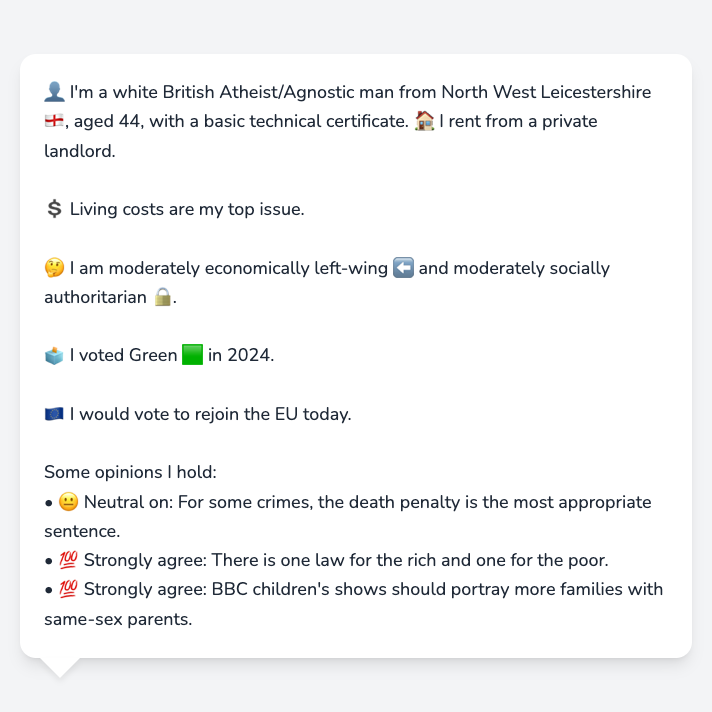 👤 I'm a white British Atheist/Agnostic man from North West Leicestershire
🏴󠁧󠁢󠁥󠁮󠁧󠁿, aged 44, with a basic technical certificate. 🏠 I rent from a private
landlord.
💲 Living costs are my top issue.
🤔 I am moderately economically left-wing ⬅️ and moderately socially
authoritarian 🔒.
🗳️ I voted Green 🟩 in 2024.
🇪🇺 I would vote to rejoin the EU today.
Some opinions I hold:
• 😐 Neutral on: For some crimes, the death penalty is the most appropriate
sentence.
• 💯 Strongly agree: There is one law for the rich and one for the poor.
• 💯 Strongly agree: BBC children's shows should portray more families with
same-sex parents.